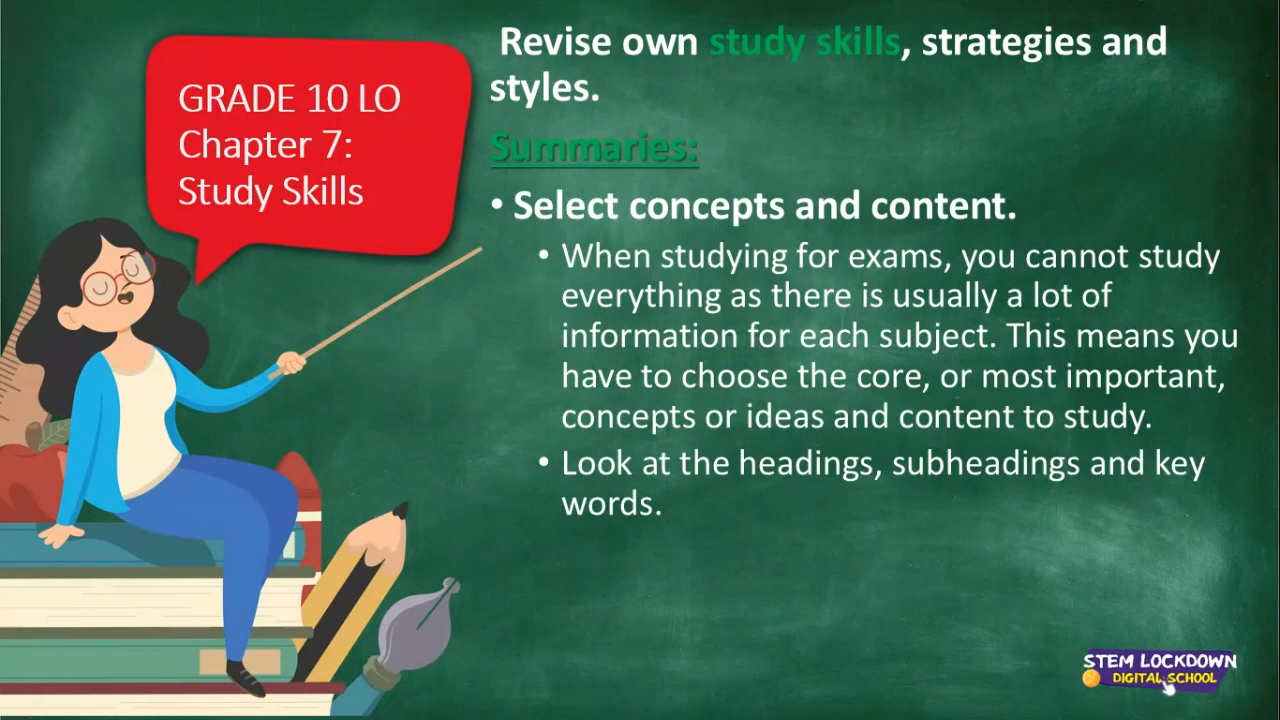 GRADE 10 LO
Chapter 7:
Study Skills
Revise own study skills, strategies and
styles.
Summaries:
• Select concepts and content.
• When studying for exams, you cannot study
everything as there is usually a lot of
information for each subject. This means you
have to choose the core, or most important,
concepts or ideas and content to study.
• Look at the headings, subheadings and key
words.
STEM LOCKDOWN
DIGITAL SCHOOL